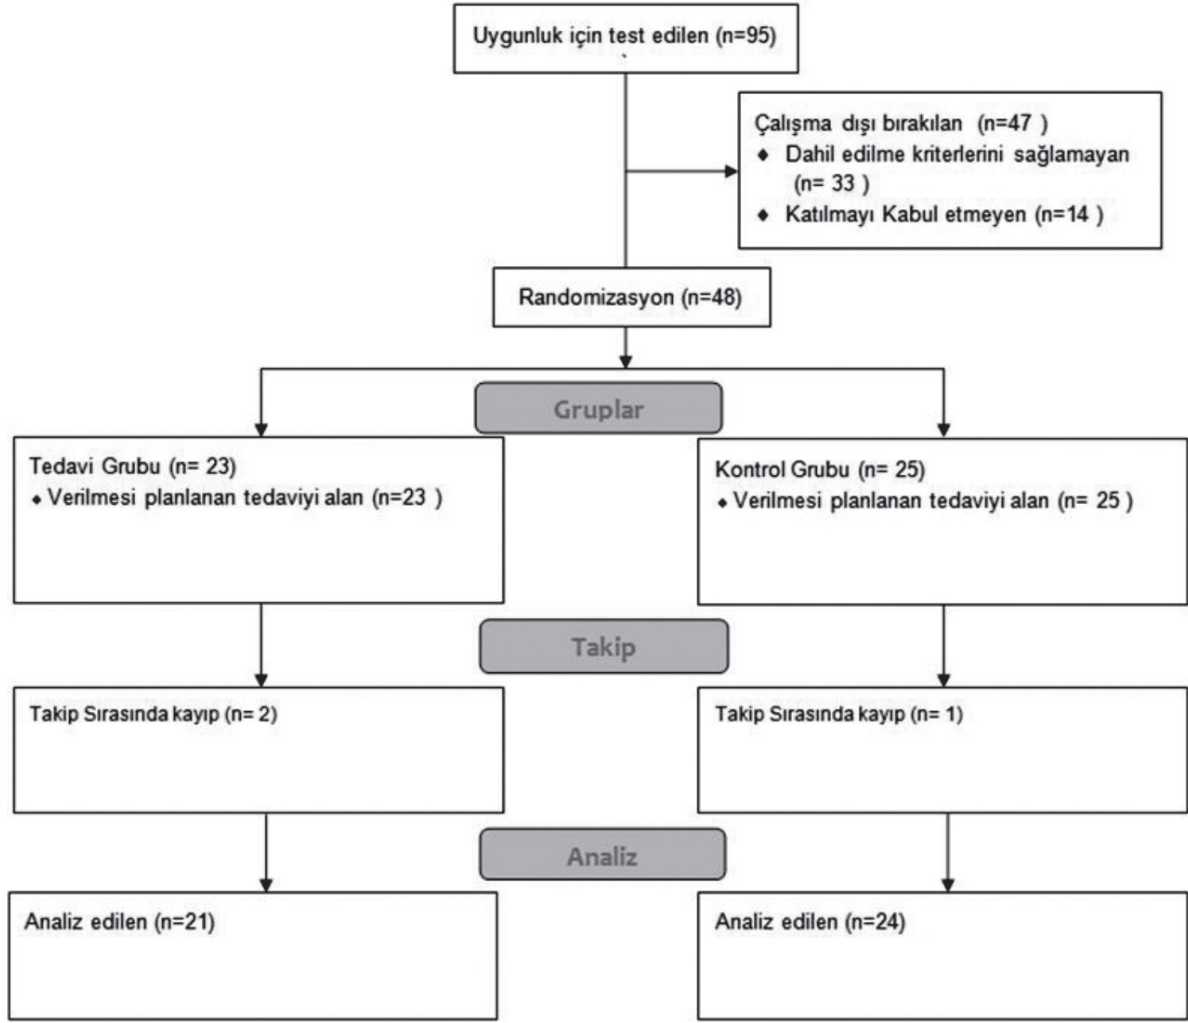 Uygunluk için test edilen (n=95)
Çalışma dışı bırakılan (n=47 )
♦ Dahil edilme kriterlerini sağlamayan
(n= 33 )
♦ Katılmayı Kabul etmeyen (n=14 )
Randomizasyon (n=48)
Gruplar
Tedavi Grubu (n= 23)
♦ Verilmesi planlanan tedaviyi alan (n=23 )
Kontrol Grubu (n= 25)
♦ Verilmesi planlanan tedaviyi alan (n= 25 )
Takip
Takip Sırasında kayıp (n= 2)
Takip Sırasında kayıp (n= 1)
Analiz
Analiz edilen (n=21)
Analiz edilen (n=24)